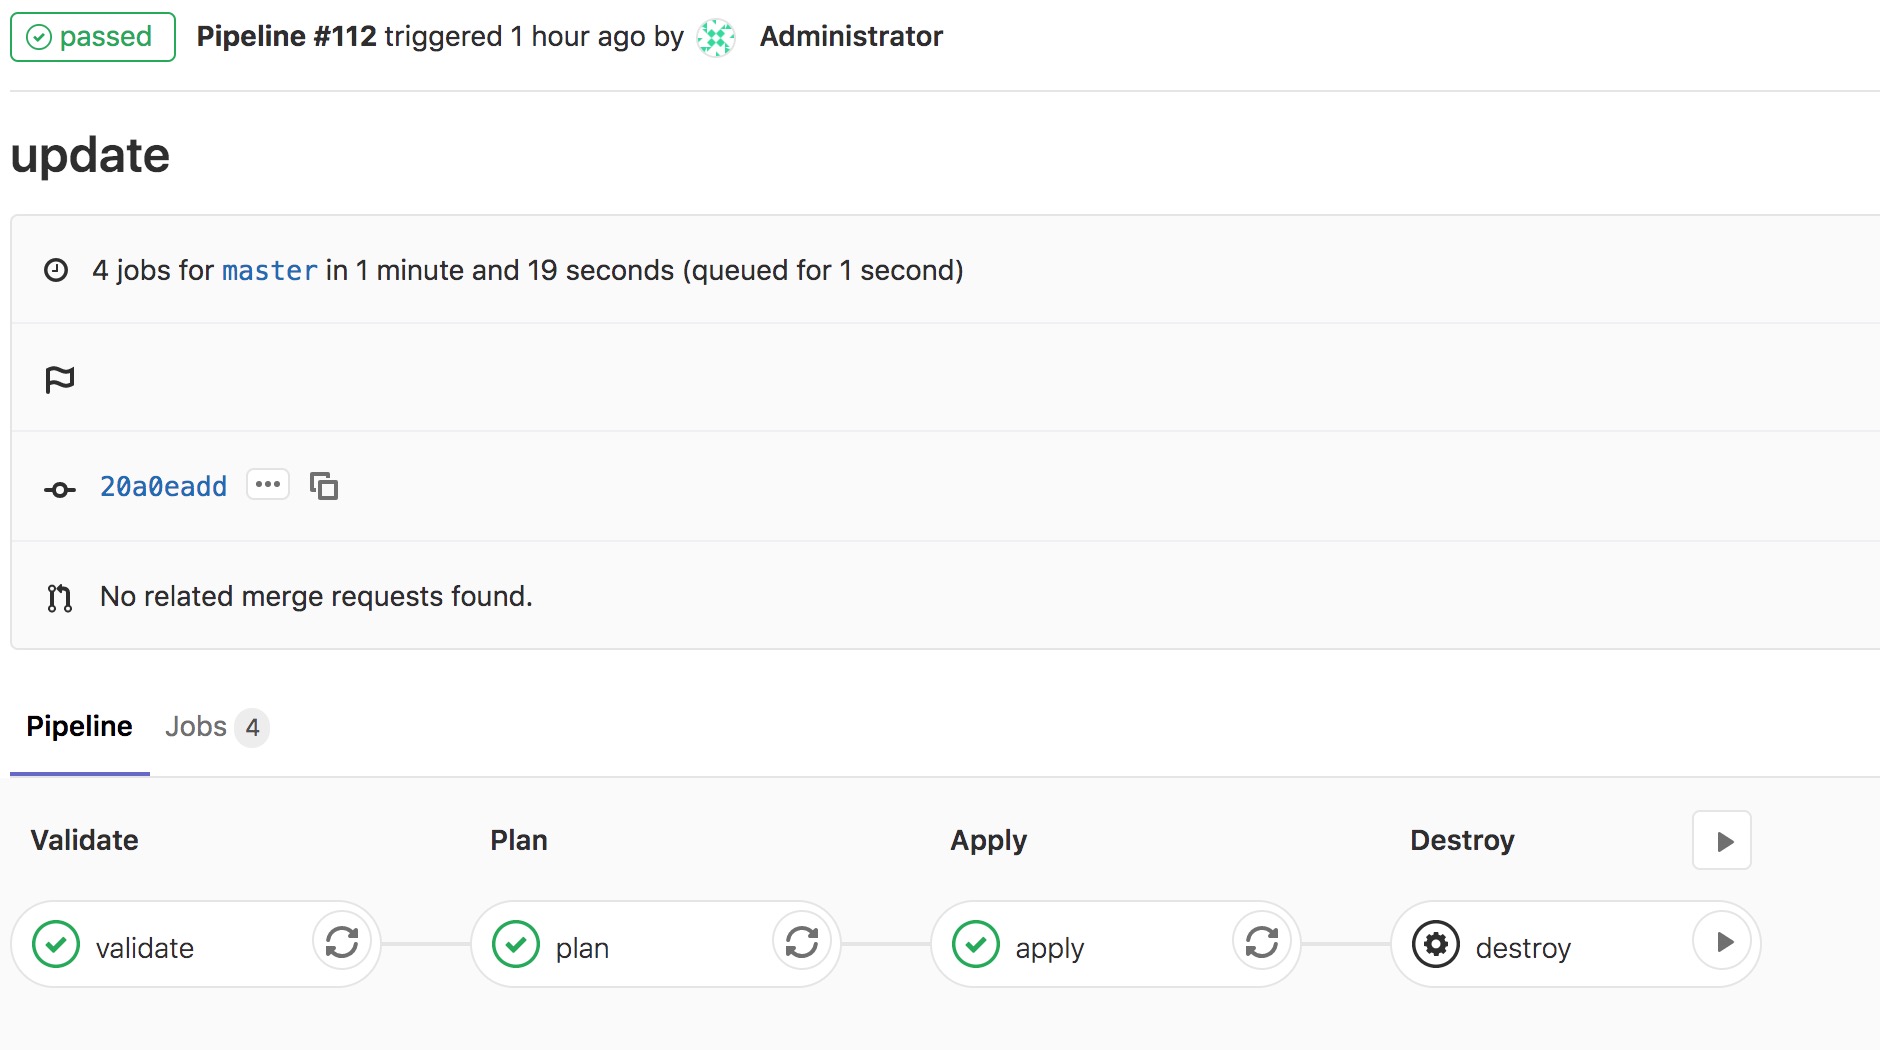 passed Pipeline #112 triggered 1 hour ago by Administrator
update
4 jobs for master in 1 minute and 19 seconds (queued for 1 second)
20a0eadd
No related merge requests found.
Pipeline Jobs 4
Validate Plan Apply Destroy
validate plan apply destroy